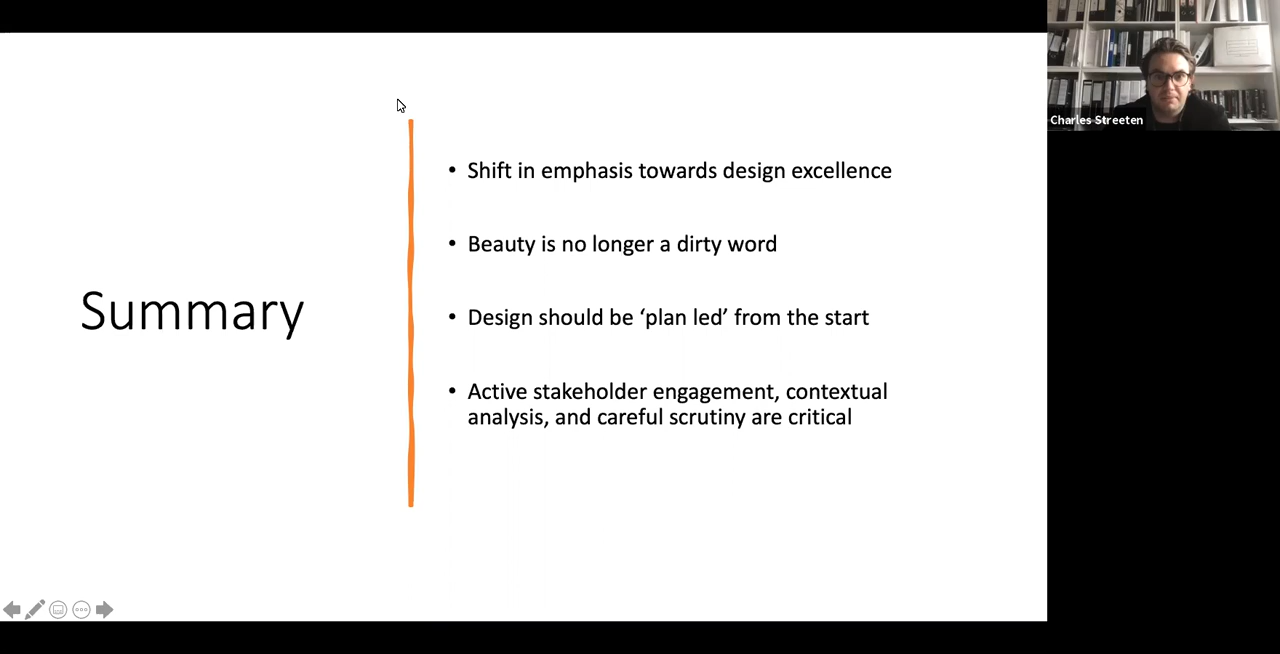 Charles Streeten
Summary
• Shift in emphasis towards design excellence
• Beauty is no longer a dirty word
• Design should be ‘plan led’ from the start
• Active stakeholder engagement, contextual
analysis, and careful scrutiny are critical